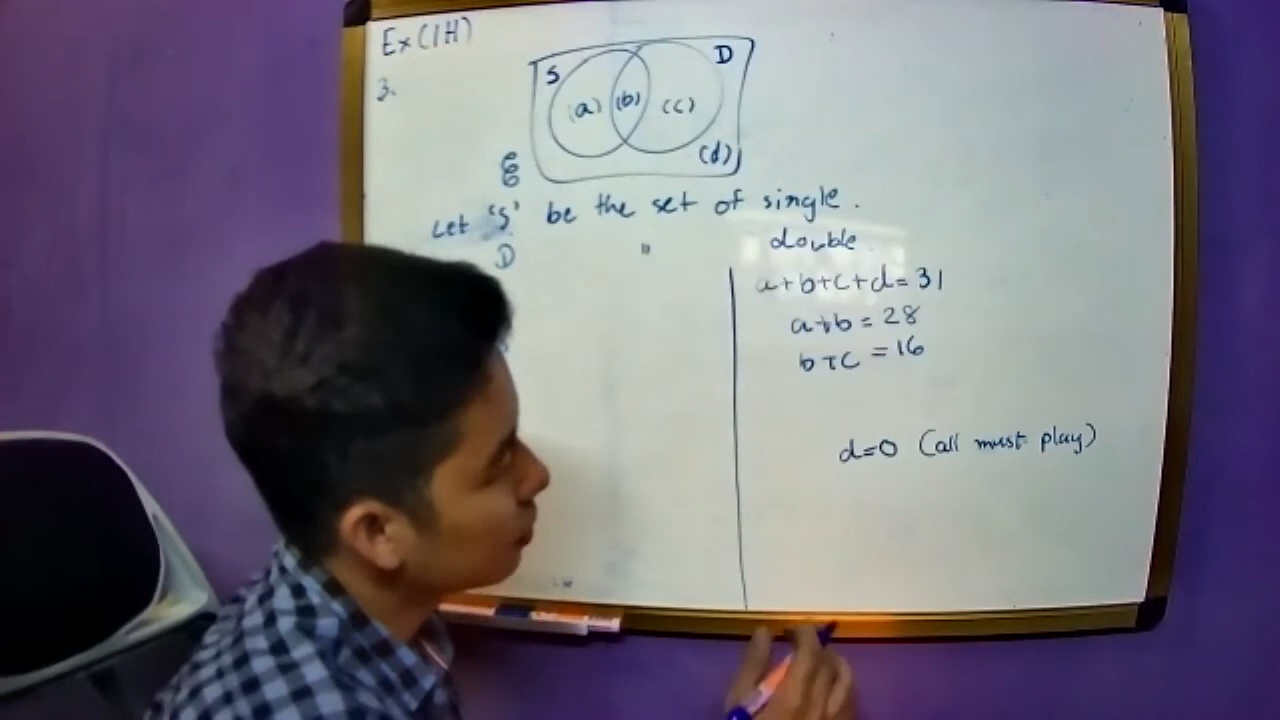 Ex (1H)
3.
S D
(a) (b) (c)
(d)
ℰ
Let 'S' be the set of single.
D " double
a+b+c+d=31
a+b = 28
b+c = 16
d=0 (all must play)